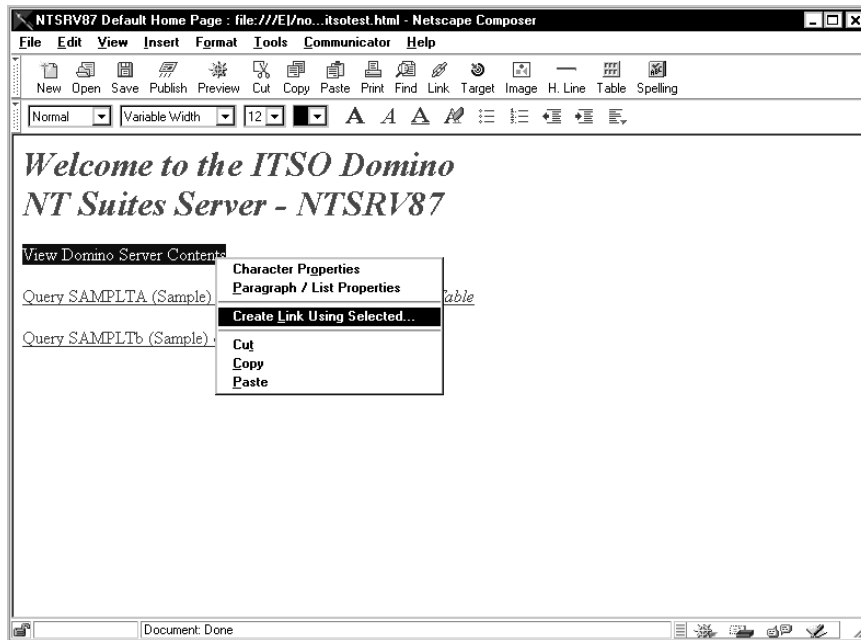 NTSRV87 Default Home Page : file:///E|/no...itsotest.html - Netscape Composer
File Edit View Insert Format Tools Communicator Help
New Open Save Publish Preview Cut Copy Paste Print Find Link Target Image H. Line Table Spelling
Normal Variable Width 12 A A A
Welcome to the ITSO Domino
NT Suites Server - NTSRV87
View Domino Server Contents
Character Properties
Paragraph / List Properties
Query SAMPLTA (Sample) Table
Create Link Using Selected...
Query SAMPLTb (Sample)
Cut
Copy
Paste
Document: Done